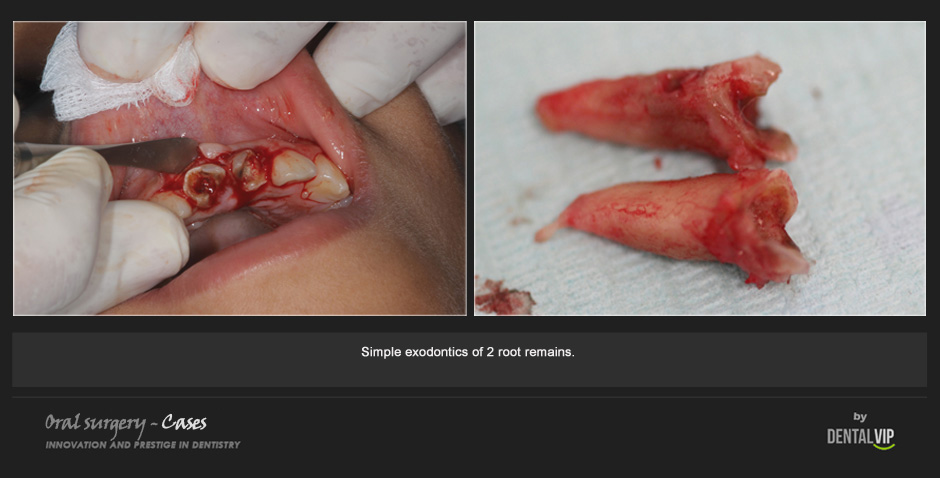 Simple exodontics of 2 root remains.
Oral surgery - Cases
INNOVATION AND PRESTIGE IN DENTISTRY
by
DENTALVIP